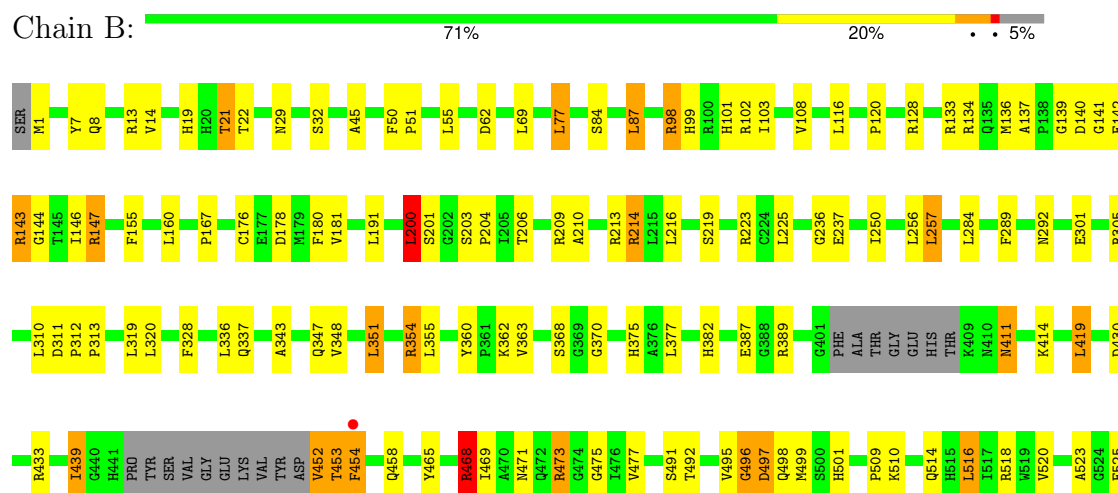 Chain B:
71% 20% • • 5%
SER M1 Y7 Q8 R13 V14 H19 H20 T21 T22 N29 S32 A45 F50 P51 L55 D62 L69 L77 S84 L87 R98 H99 R100 H101 R102 I103 V108 L116 P120 R128 R133 R134 Q135 M136 A137 P138 G139 D140 G141
R143 G144 T145 I146 R147 F155 L160 P167 C176 E177 D178 M179 F180 V181 L191 L200 S201 G202 S203 P204 I205 T206 R209 A210 R213 R214 L215 L216 S219 R223 C224 L225 G236 E237 I250 L256 L257 L284 F289 N292 E301
L310 D311 P312 P313 L319 L320 F328 L336 Q337 A343 Q347 V348 L351 R354 L355 Y360 P361 K362 V363 S368 G369 G370 H375 A376 L377 H382 E387 G388 R389 G401 PHE ALA THR GLY GLU HIS THR K409 N410 N411 K414 L419
R433 I439 G440 H441 PRO TYR SER VAL GLY GLU LYS VAL TYR ASP V452 T453 F454 Q458 Y465 R468 I469 A470 N471 Q472 R473 G474 G475 I476 V477 S491 T492 V495 G496 D497 Q498 M499 S500 H501 P509 K510 Q514 H515 L516 I517 R518 W519 V520 A523 G524